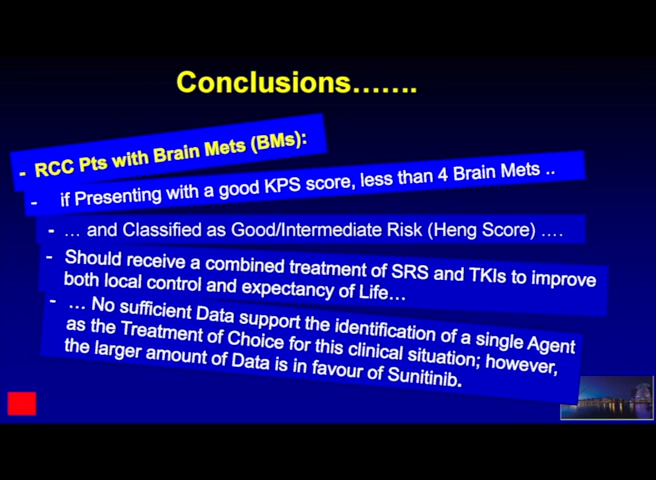 Conclusions…….
- RCC Pts with Brain Mets (BMs):
- if Presenting with a good KPS score, less than 4 Brain Mets ..
- … and Classified as Good/Intermediate Risk (Heng Score) ….
- Should receive a combined treatment of SRS and TKIs to improve
both local control and expectancy of Life…
- … No sufficient Data support the identification of a single Agent
as the Treatment of Choice for this clinical situation; however,
the larger amount of Data is in favour of Sunitinib.